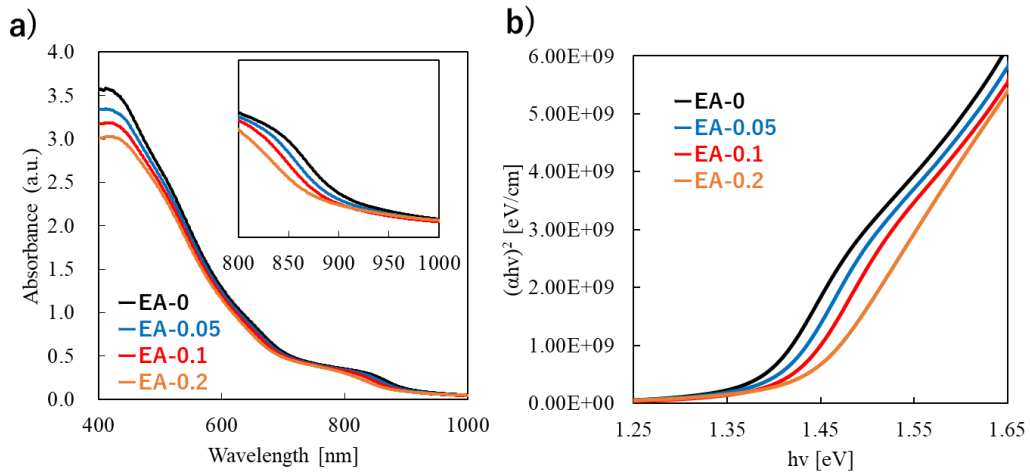 a)
4.0
3.5
3.0
2.5
2.0
1.5
1.0
0.5
0.0
Absorbance (a.u.)
800 850 900 950 1000
EA-0
EA-0.05
EA-0.1
EA-0.2
400 600 800 1000
Wavelength [nm]
b)
6.00E+09
5.00E+09
4.00E+09
3.00E+09
2.00E+09
1.00E+09
0.00E+00
((αhν)² [eV/cm]
EA-0
EA-0.05
EA-0.1
EA-0.2
1.25 1.35 1.45 1.55 1.65
hν [eV]